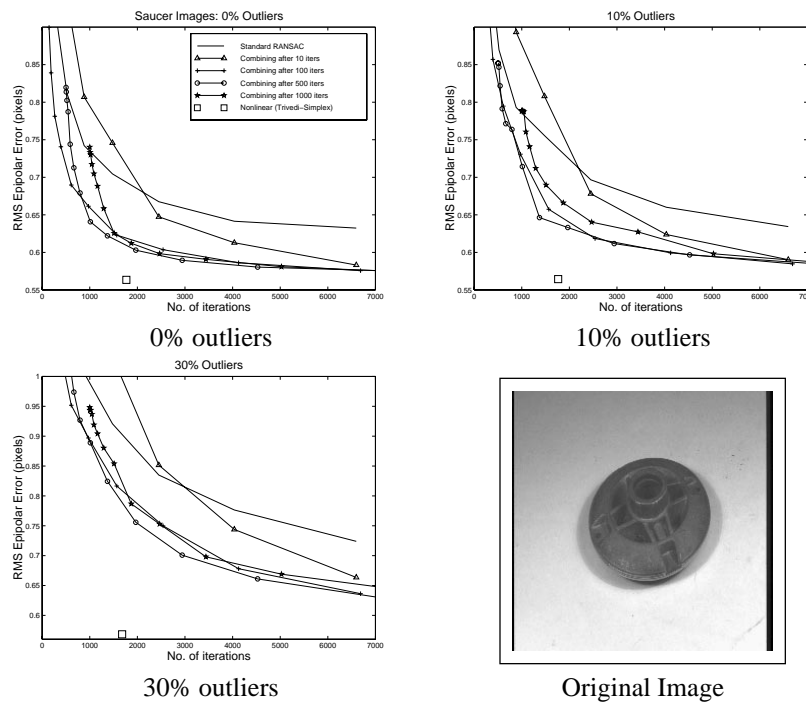 Saucer Images: 0% Outliers
0.85
0.8
0.75
0.7
0.65
0.6
0.55
RMS Epipolar Error (pixels)
Standard RANSAC
Combining after 10 iters
Combining after 100 iters
Combining after 500 iters
Combining after 1000 iters
Nonlinear (Trivedi-Simplex)
0 1000 2000 3000 4000 5000 6000 7000
No. of iterations
0% outliers
10% Outliers
0.85
0.8
0.75
0.7
0.65
0.6
0.55
RMS Epipolar Error (pixels)
0 1000 2000 3000 4000 5000 6000 7000
No. of iterations
10% outliers
30% Outliers
1
0.95
0.9
0.85
0.8
0.75
0.7
0.65
0.6
RMS Epipolar Error (pixels)
0 1000 2000 3000 4000 5000 6000 7000
No. of iterations
30% outliers
Original Image